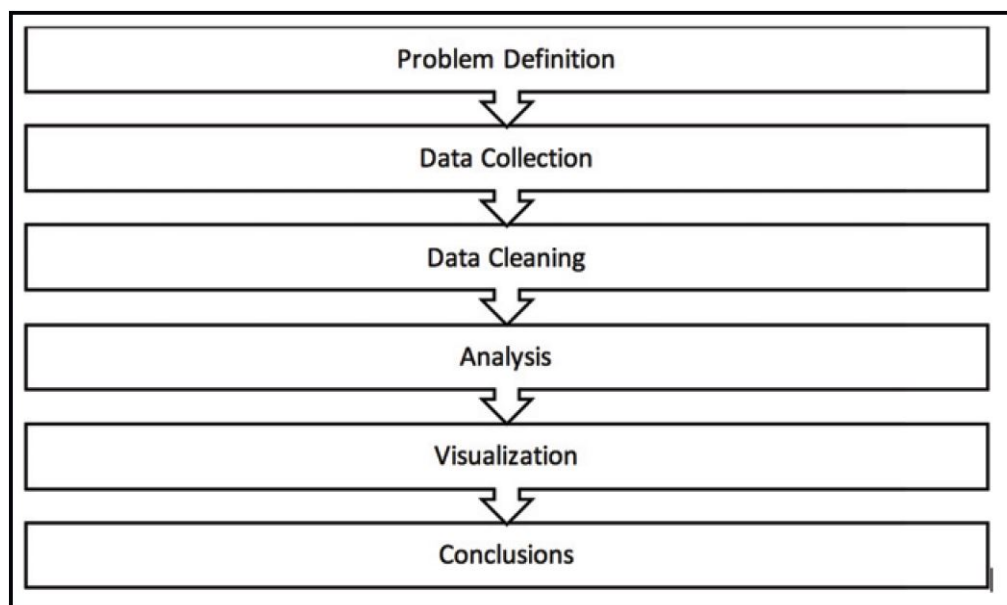 Problem Definition
Data Collection
Data Cleaning
Analysis
Visualization
Conclusions